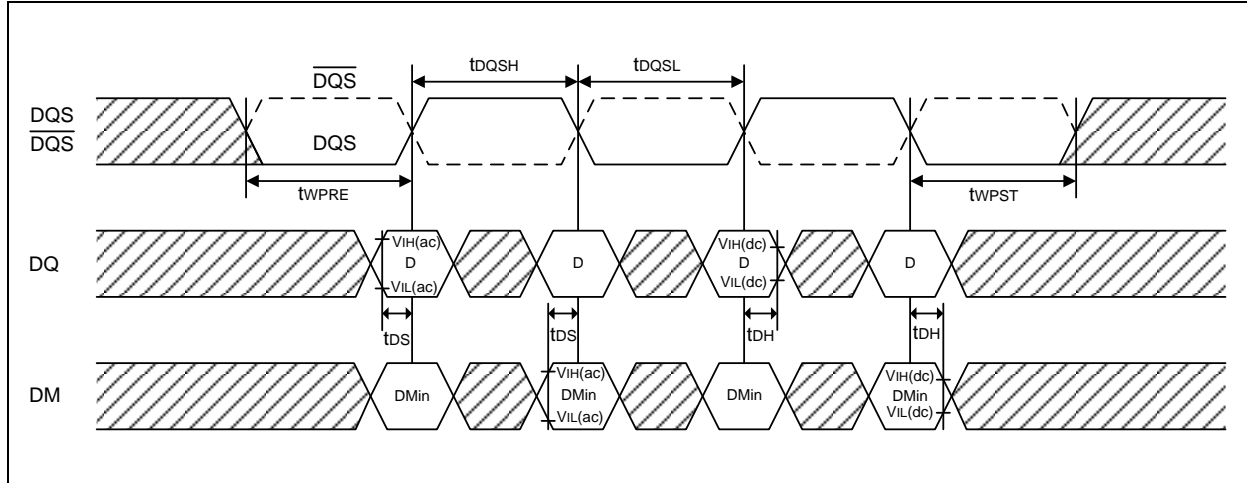 DQS
tDQSH
tDQSL
DQS
DQS
DQS
tWPRE
tWPST
DQ
VIH(ac)
D
VIL(ac)
D
VIH(dc)
D
VIL(dc)
D
tDS
tDS
tDH
tDH
DM
DMin
VIH(ac)
DMin
VIL(ac)
DMin
VIH(dc)
DMin
VIL(dc)